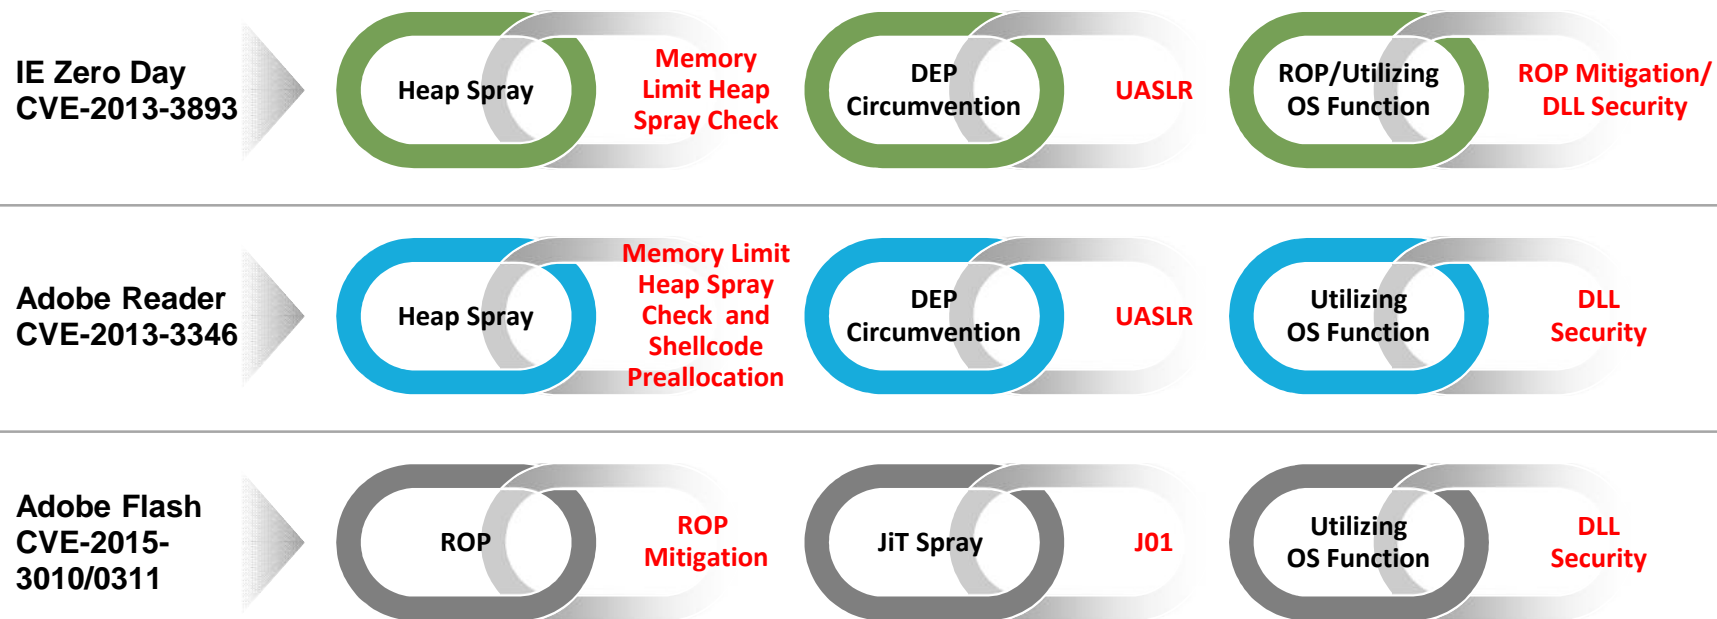 IE Zero Day
CVE-2013-3893
Heap Spray
Memory
Limit Heap
Spray Check
DEP
Circumvention
UASLR
ROP/Utilizing
OS Function
ROP Mitigation/
DLL Security
Adobe Reader
CVE-2013-3346
Heap Spray
Memory Limit
Heap Spray
Check and
Shellcode
Preallocation
DEP
Circumvention
UASLR
Utilizing
OS Function
DLL
Security
Adobe Flash
CVE-2015-
3010/0311
ROP
ROP
Mitigation
JiT Spray
J01
Utilizing
OS Function
DLL
Security